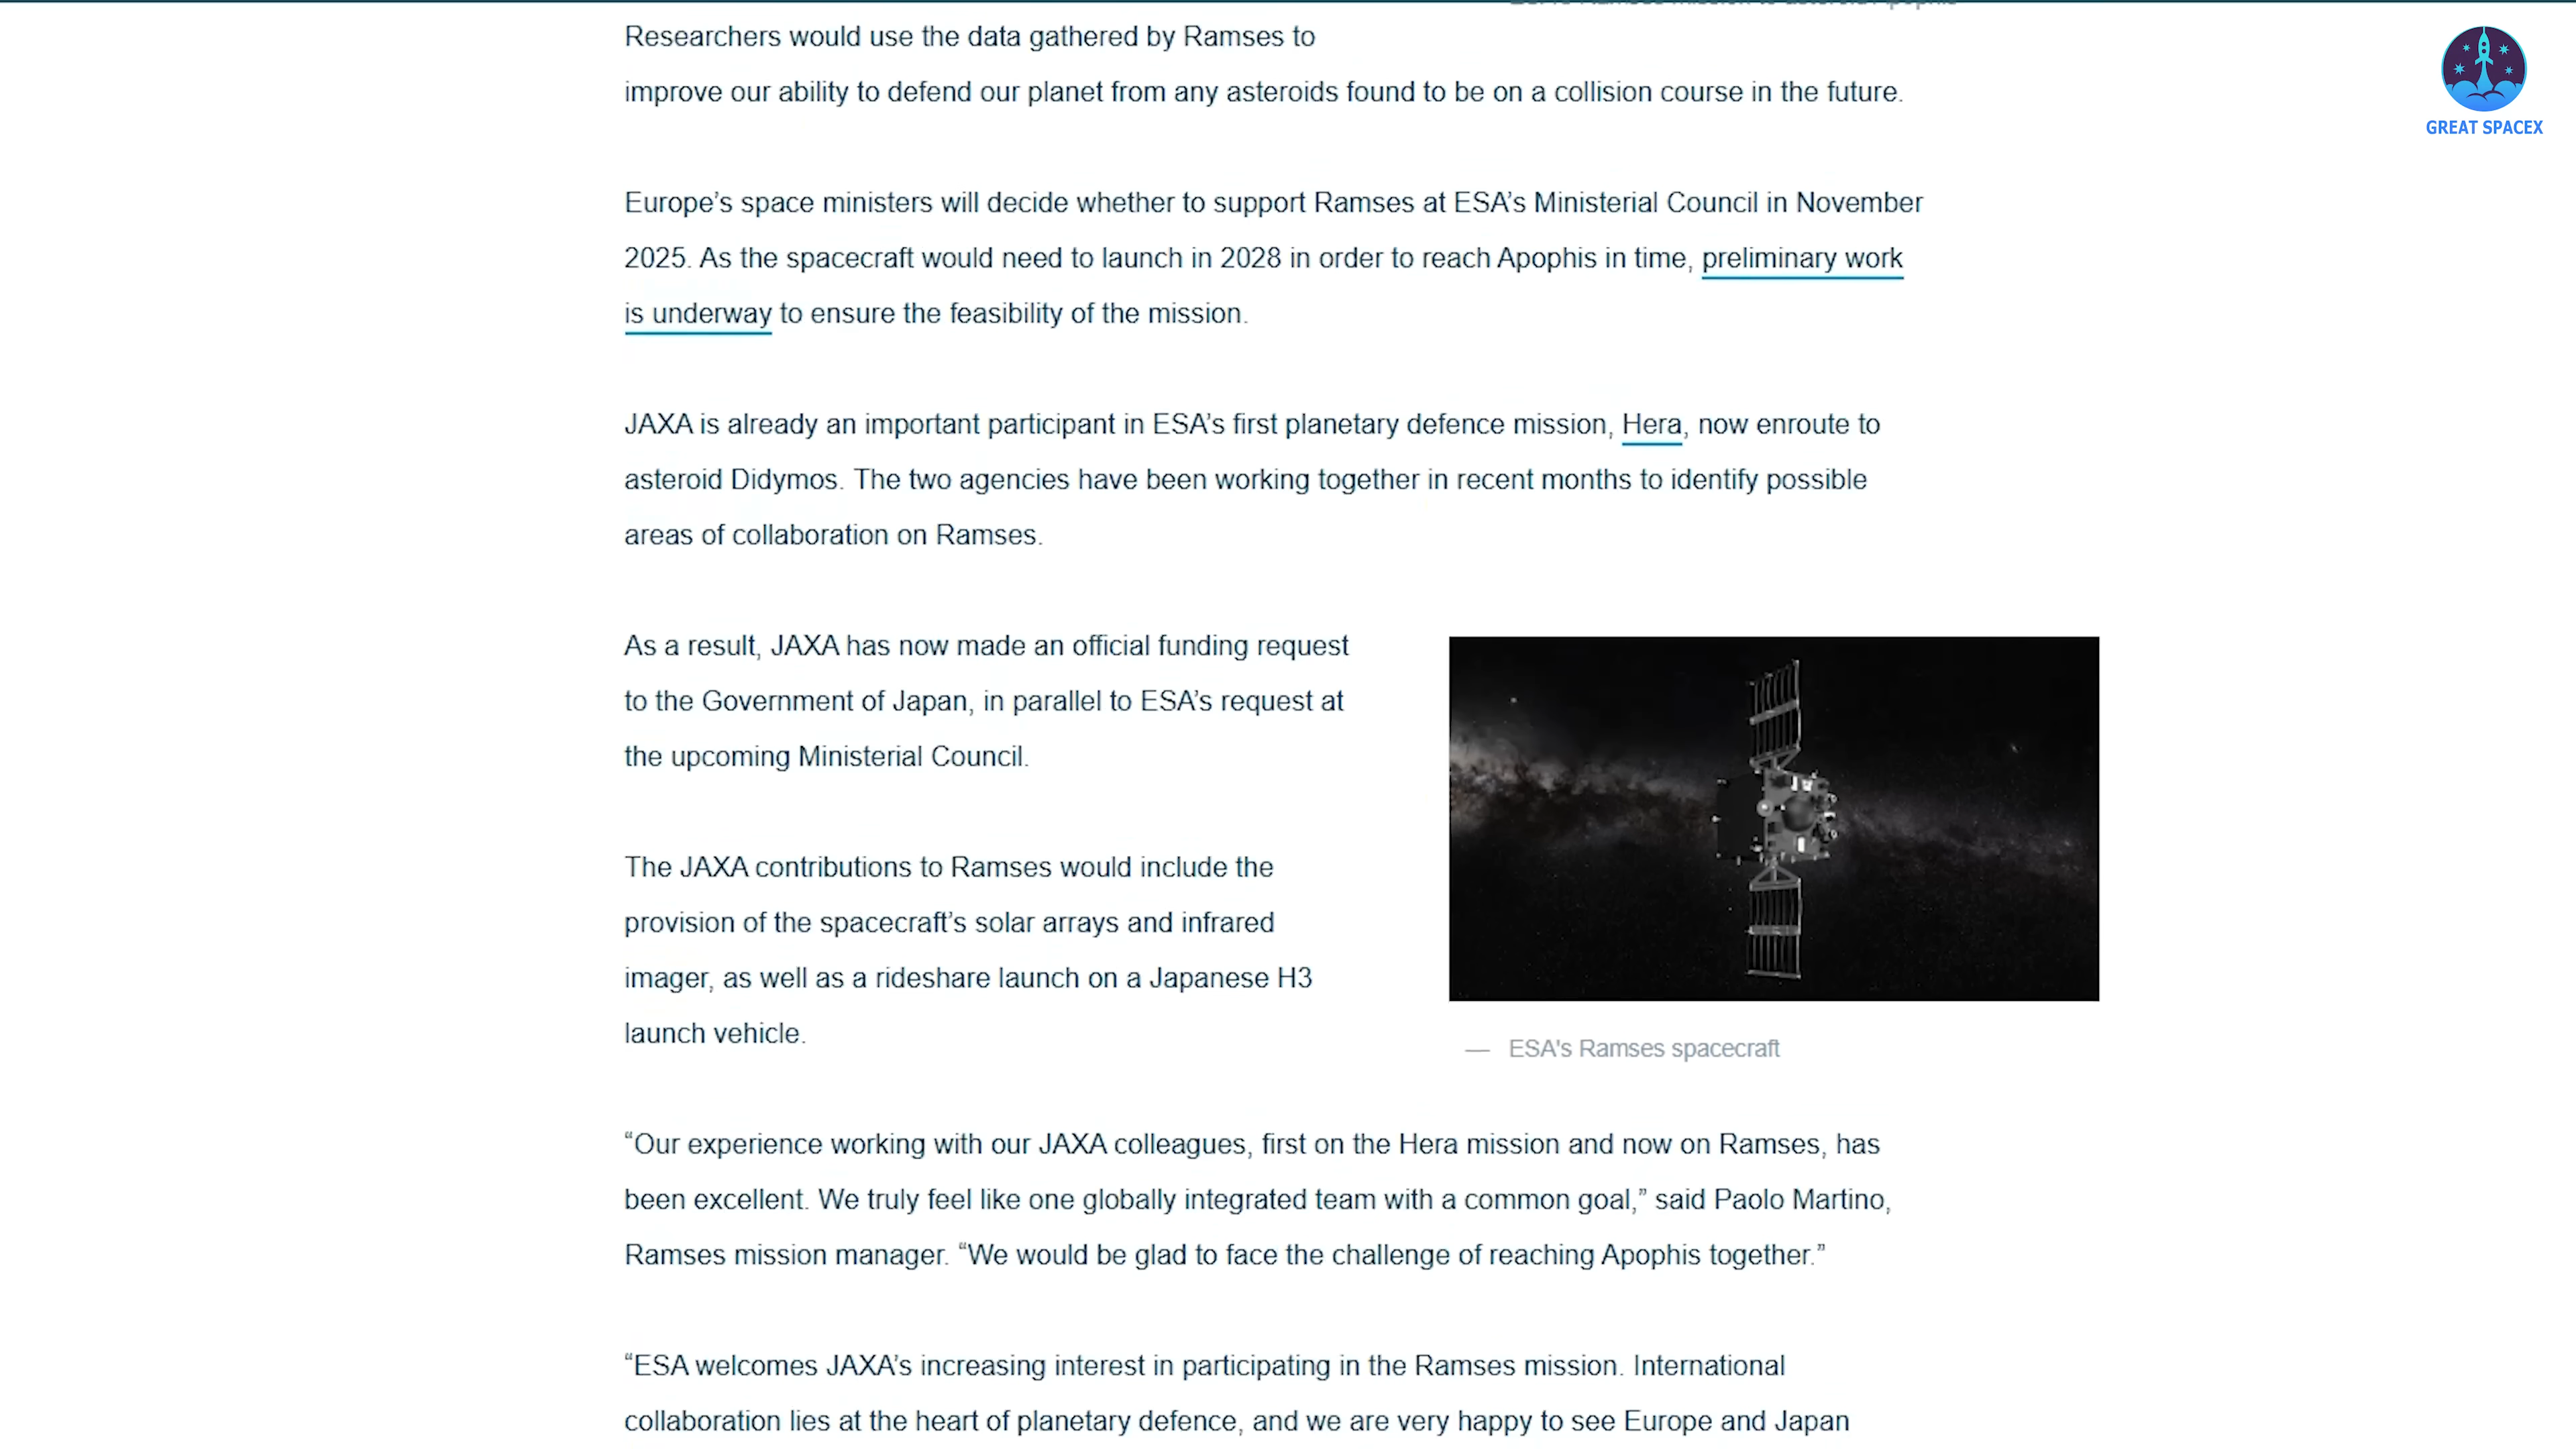 Researchers would use the data gathered by Ramses to
improve our ability to defend our planet from any asteroids found to be on a collision course in the future.
GREAT SPACEX
Europe’s space ministers will decide whether to support Ramses at ESA’s Ministerial Council in November
2025. As the spacecraft would need to launch in 2028 in order to reach Apophis in time, preliminary work
is underway to ensure the feasibility of the mission.
JAXA is already an important participant in ESA’s first planetary defence mission, Hera, now enroute to
asteroid Didymos. The two agencies have been working together in recent months to identify possible
areas of collaboration on Ramses.
As a result, JAXA has now made an official funding request
to the Government of Japan, in parallel to ESA’s request at
the upcoming Ministerial Council.
The JAXA contributions to Ramses would include the
provision of the spacecraft’s solar arrays and infrared
imager, as well as a rideshare launch on a Japanese H3
launch vehicle.
— ESA's Ramses spacecraft
“Our experience working with our JAXA colleagues, first on the Hera mission and now on Ramses, has
been excellent. We truly feel like one globally integrated team with a common goal,” said Paolo Martino,
Ramses mission manager. “We would be glad to face the challenge of reaching Apophis together.”
“ESA welcomes JAXA’s increasing interest in participating in the Ramses mission. International
collaboration lies at the heart of planetary defence, and we are very happy to see Europe and Japan